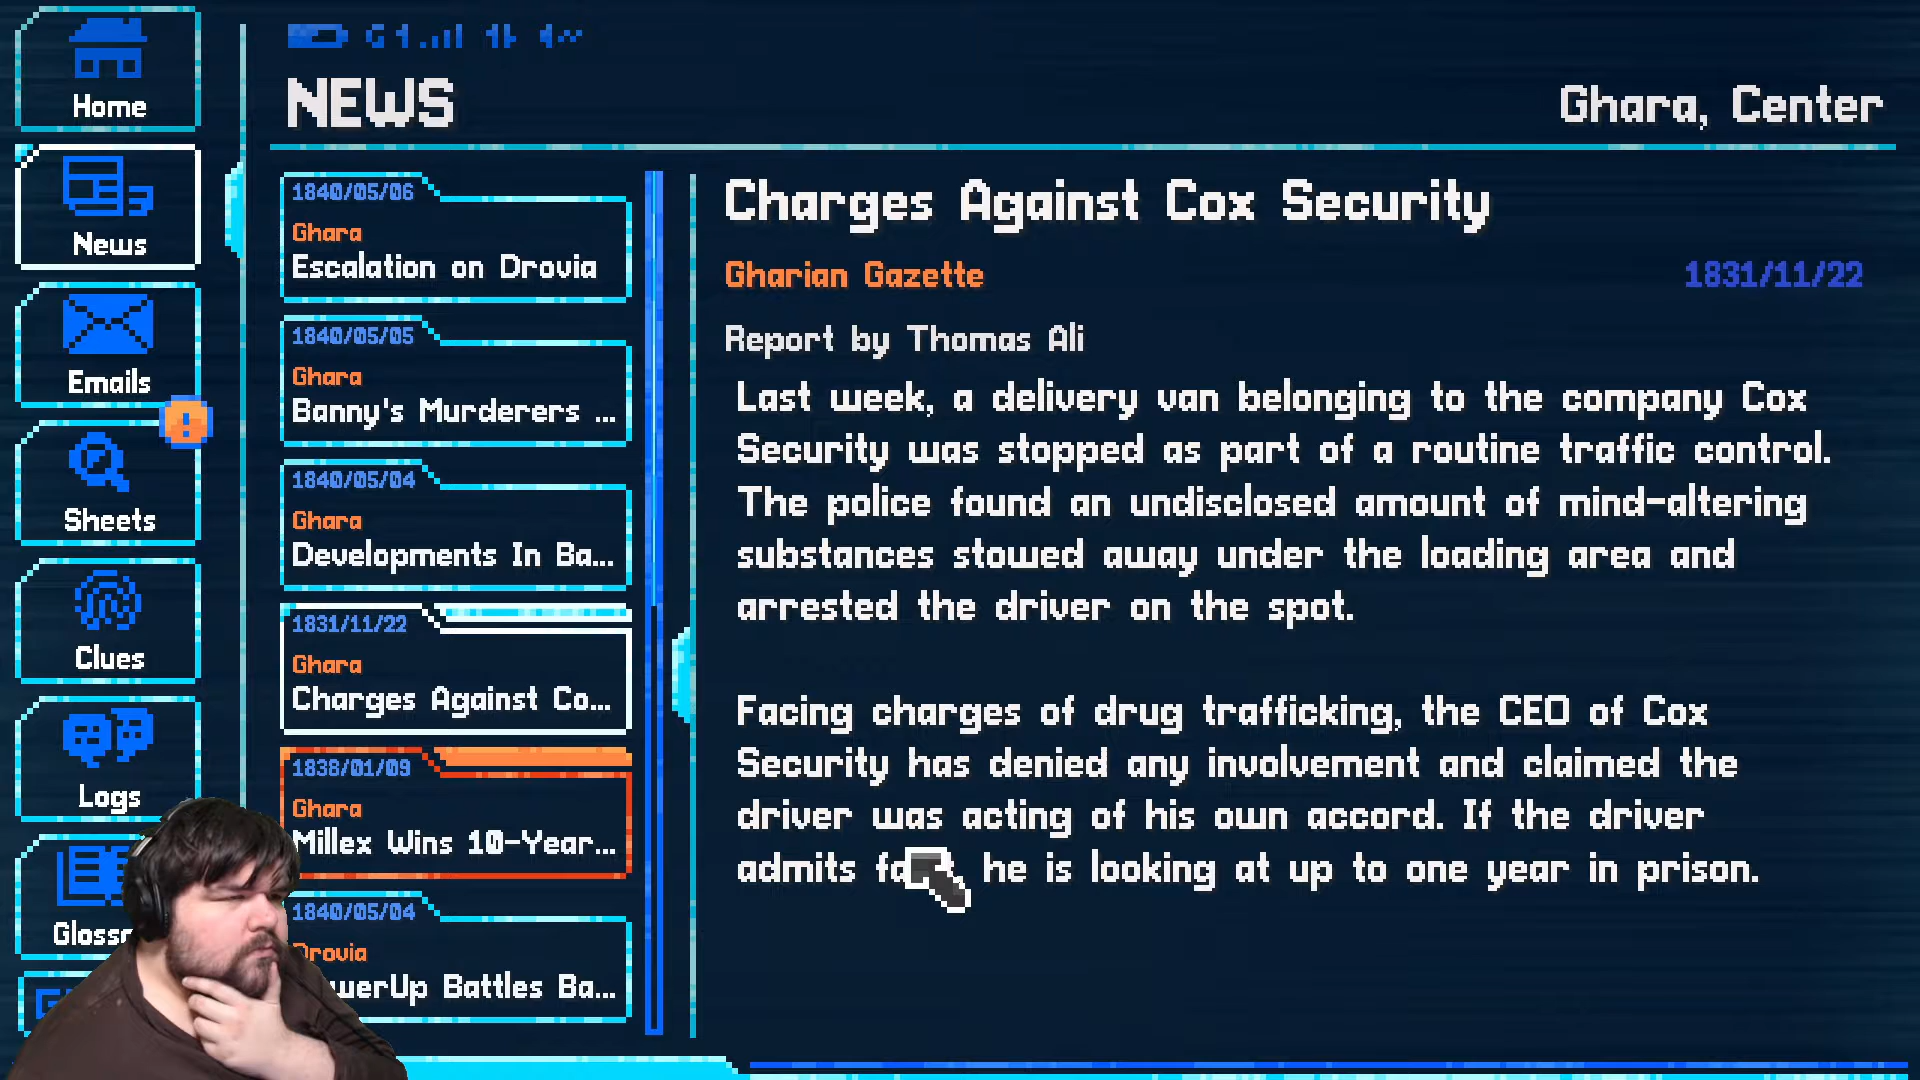 Home
News
Emails
Sheets
Clues
Logs
NEWS
Ghara, Center
1840/05/06
Ghara
Escalation on Drovia
1840/05/05
Ghara
Banny's Murderers ...
1840/05/04
Ghara
Developments In Ba...
1831/11/22
Ghara
Charges Against Co...
1838/01/09
Ghara
Millex Wins 10-Year...
1840/05/04
Drovia
Battles Ba...
Charges Against Cox Security
Gharian Gazette
1831/11/22
Report by Thomas Ali
Last week, a delivery van belonging to the company Cox
Security was stopped as part of a routine traffic control.
The police found an undisclosed amount of mind-altering
substances stowed away under the loading area and
arrested the driver on the spot.
Facing charges of drug trafficking, the CEO of Cox
Security has denied any involvement and claimed the
driver was acting of his own accord. If the driver
admits he is looking at up to one year in prison.